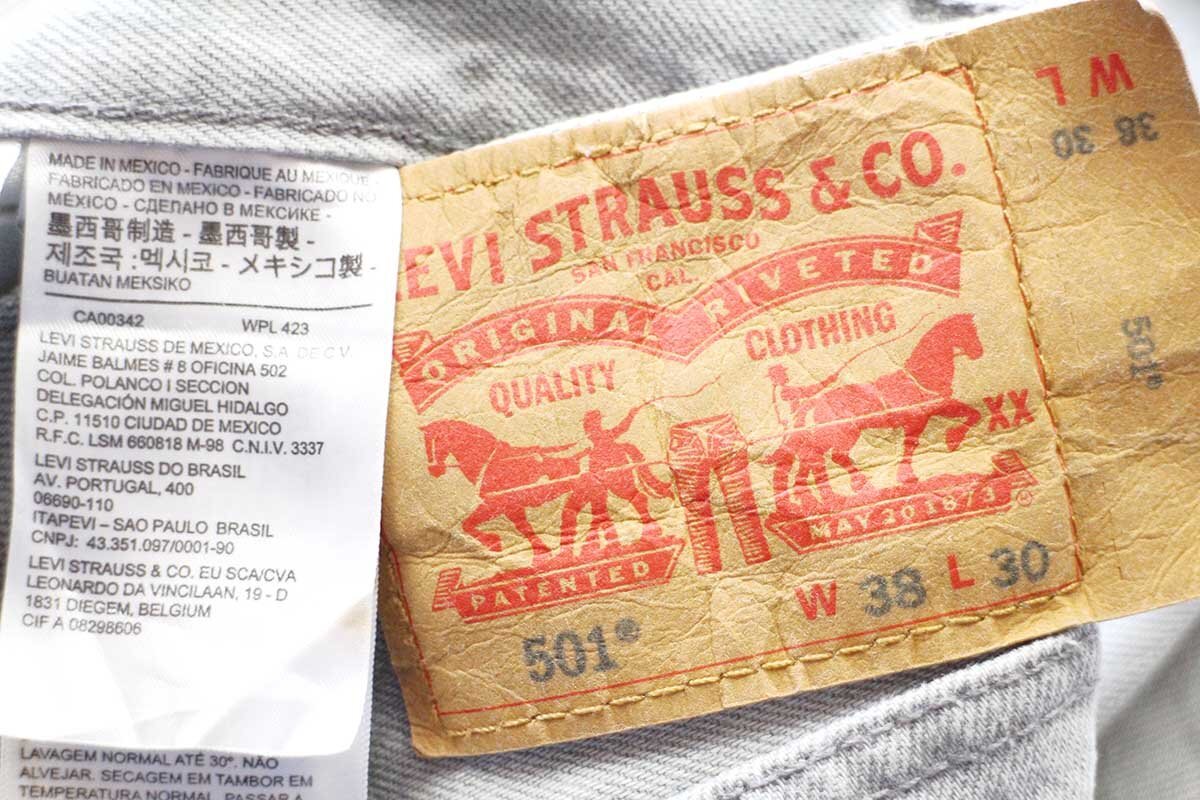 MADE IN MEXICO - FABRIQUE AU MEXIQUE -
FABRICADO EN MEXICO - FABRICADO NO
MÉXICO - СДЕЛАНО В МЕКСИКЕ -
墨西哥制造 - 墨西哥製 -
제조국 :멕시코 - メキシコ製 -
BUATAN MEKSIKO
CA00342 WPL 423
LEVI STRAUSS DE MEXICO, S.A. DE C.V.
JAIME BALMES # 8 OFICINA 502
COL. POLANCO I SECCION
DELEGACIÓN MIGUEL HIDALGO
C.P. 11510 CIUDAD DE MEXICO
R.F.C. LSM 660818 M-98 C.N.I.V. 3337
LEVI STRAUSS DO BRASIL
AV. PORTUGAL, 400
06690-110
ITAPEVI – SAO PAULO BRASIL
CNPJ: 43.351.097/0001-90
LEVI STRAUSS & CO. EU SCA/CVA
LEONARDO DA VINCILAAN, 19 - D
1831 DIEGEM, BELGIUM
CIF A 08298606
LAVAGEM NORMAL ATÉ 30°. NÃO
ALVEJAR. SECAGEM EM TAMBOR EM
TEMPERATURA NORMAL. PASSAR A
LEVI STRAUSS & CO.
SAN FRANCISCO
CAL.
ORIGINAL RIVETED
QUALITY CLOTHING
XX
PATENTED MAY 20 1873 ®
501® W 38 L 30
W L
38 30
501®